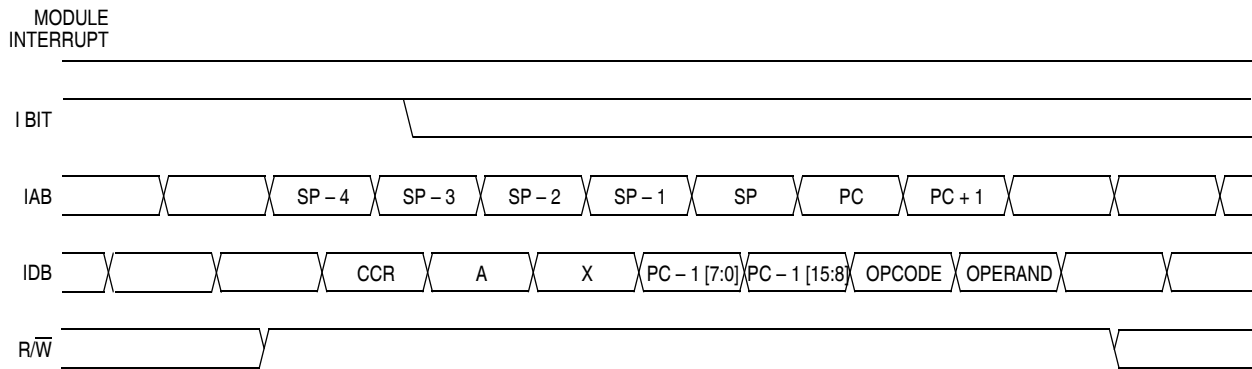 MODULE
INTERRUPT
I BIT
IAB SP – 4 SP – 3 SP – 2 SP – 1 SP PC PC + 1
IDB CCR A X PC – 1 [7:0] PC – 1 [15:8] OPCODE OPERAND
R/W̅